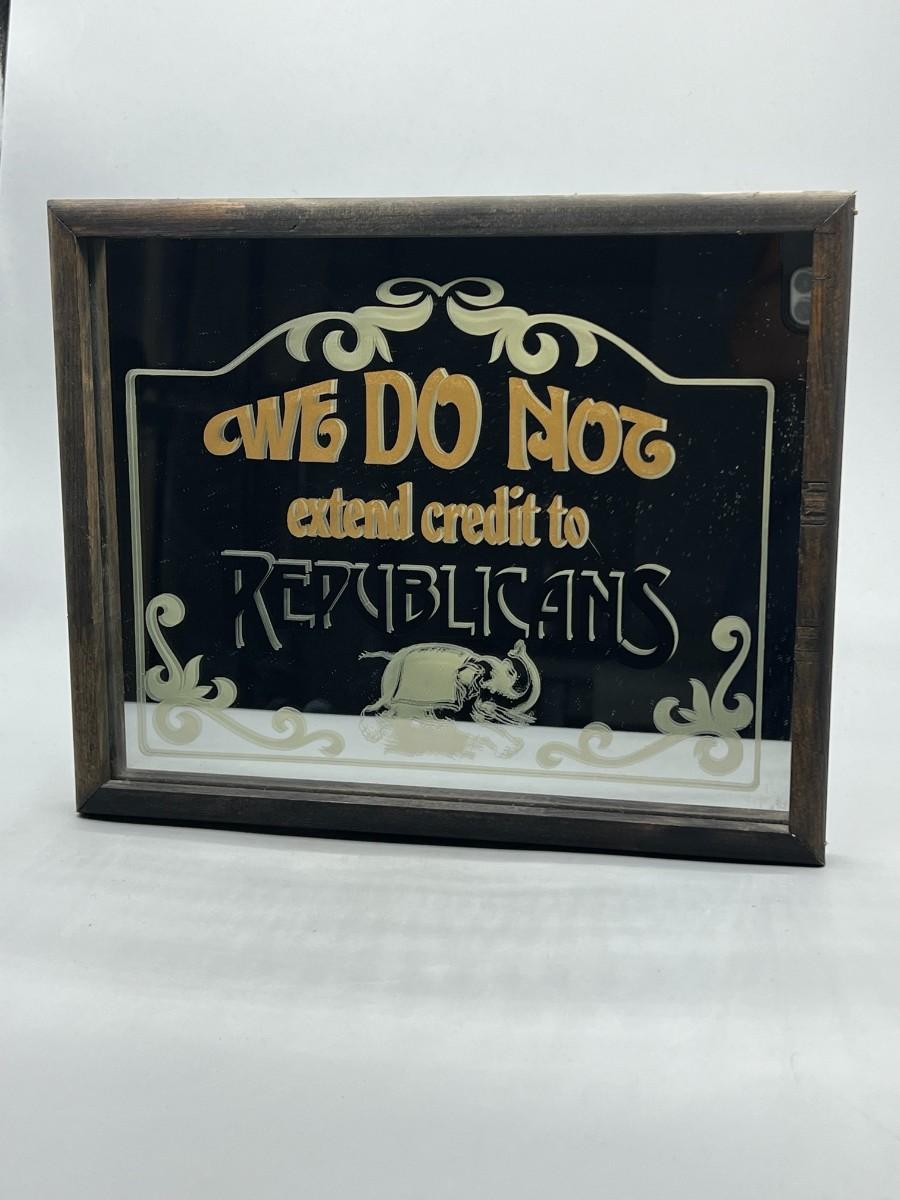 WE DO NOT
extend credit to
REPUBLICANS